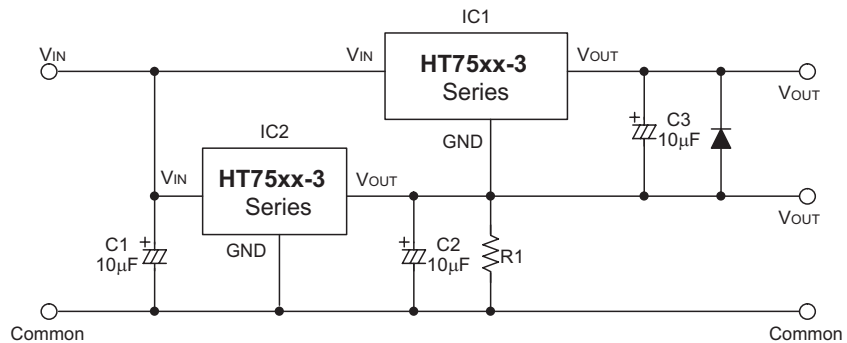 IC1
VIN
VIN
HT75xx-3
Series
VOUT
VOUT
GND
C3
10μF
IC2
VIN
HT75xx-3
Series
VOUT
VOUT
GND
C1
10μF
C2
10μF
R1
Common
Common